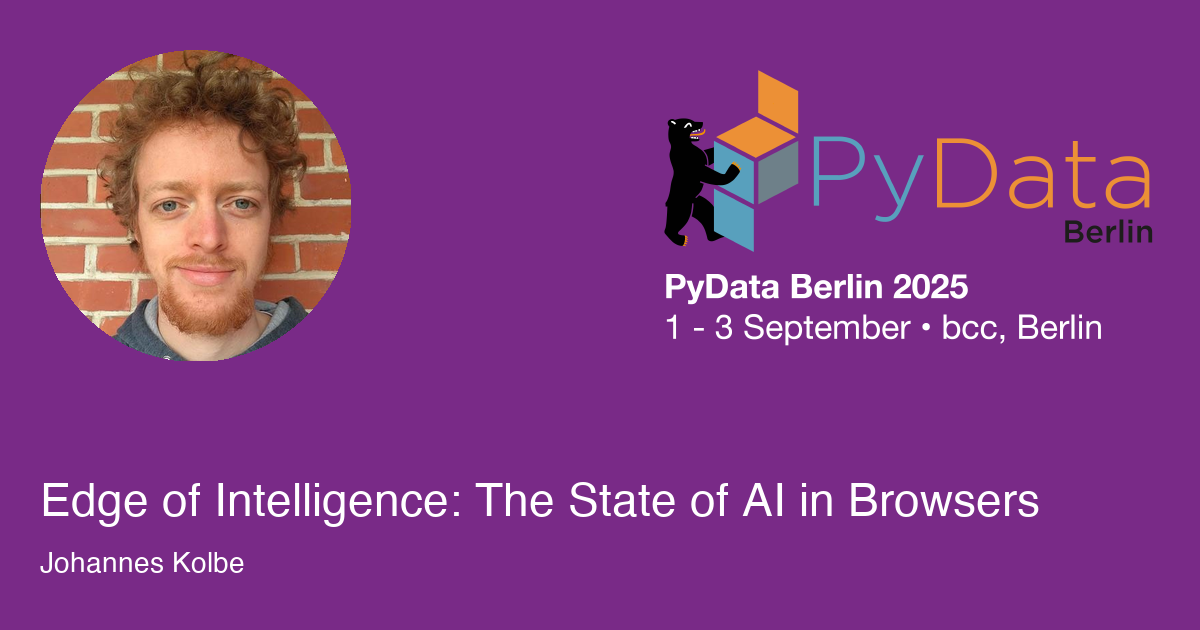 PyData
Berlin
PyData Berlin 2025
1 - 3 September • bcc, Berlin
Edge of Intelligence: The State of AI in Browsers
Johannes Kolbe